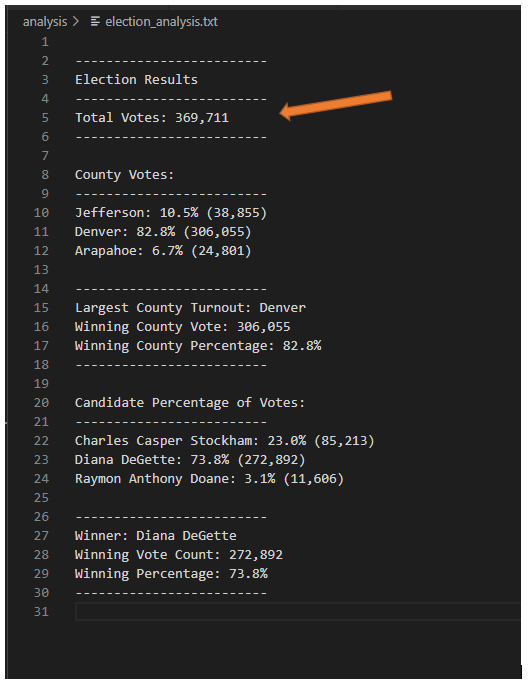 analysis > election_analysis.txt
1
2 -------------------------
3 Election Results
4 -------------------------
5 Total Votes: 369,711
6 -------------------------
7
8 County Votes:
9 -------------------------
10 Jefferson: 10.5% (38,855)
11 Denver: 82.8% (306,055)
12 Arapahoe: 6.7% (24,801)
13
14 -------------------------
15 Largest County Turnout: Denver
16 Winning County Vote: 306,055
17 Winning County Percentage: 82.8%
18 -------------------------
19
20 Candidate Percentage of Votes:
21 -------------------------
22 Charles Casper Stockham: 23.0% (85,213)
23 Diana DeGette: 73.8% (272,892)
24 Raymon Anthony Doane: 3.1% (11,606)
25
26 -------------------------
27 Winner: Diana DeGette
28 Winning Vote Count: 272,892
29 Winning Percentage: 73.8%
30 -------------------------
31